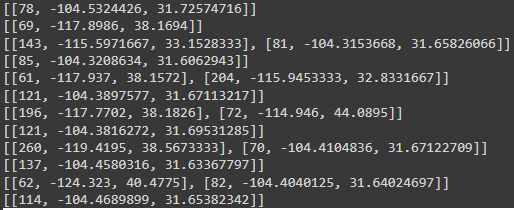 [[78, -104.5324426, 31.72574716]]
[[69, -117.8986, 38.1694]]
[[143, -115.5971667, 33.1528333], [81, -104.3153668, 31.65826066]]
[[85, -104.3208634, 31.6062943]]
[[61, -117.937, 38.1572], [204, -115.9453333, 32.8331667]]
[[121, -104.3897577, 31.67113217]]
[[196, -117.7702, 38.1826], [72, -114.946, 44.0895]]
[[121, -104.3816272, 31.69531285]]
[[260, -119.4195, 38.5673333], [70, -104.4104836, 31.67122709]]
[[137, -104.4580316, 31.63367797]]
[[62, -124.323, 40.4775], [82, -104.4040125, 31.64024697]]
[[114, -104.4689899, 31.65382342]]